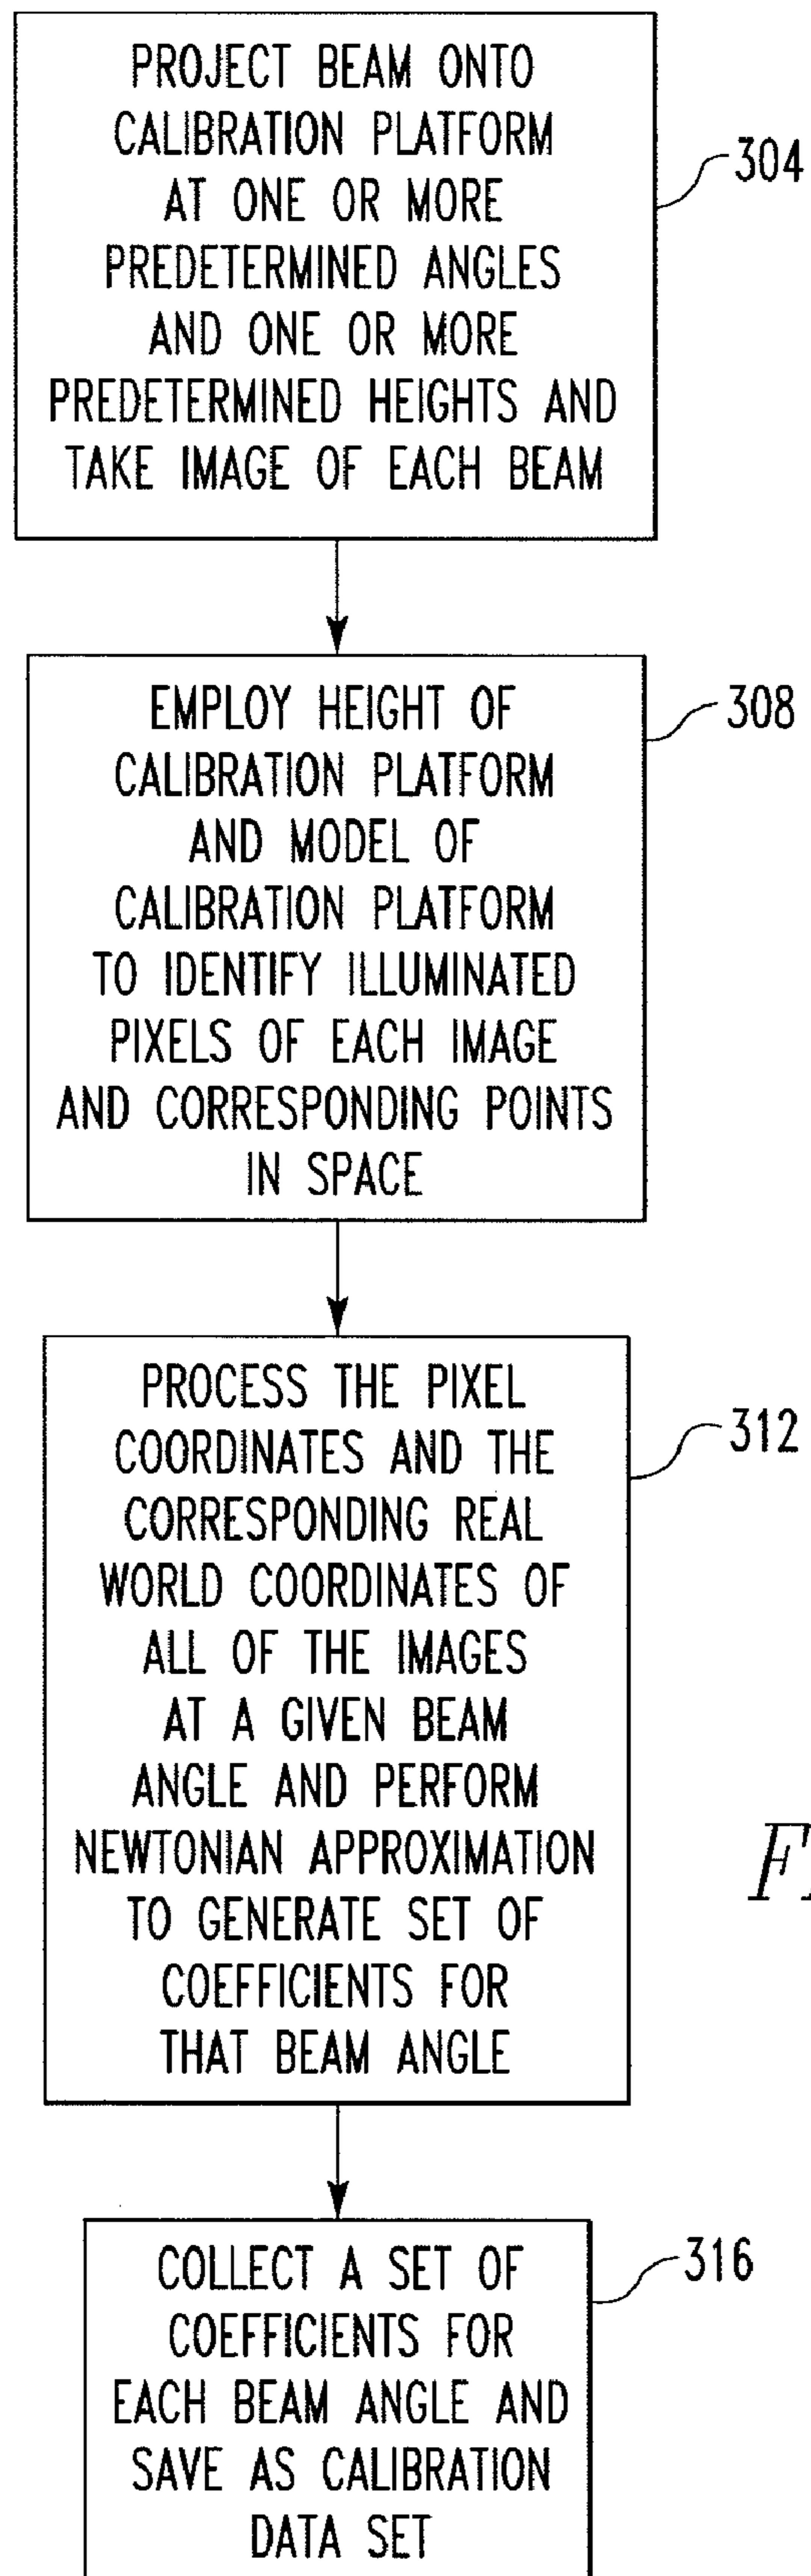 PROJECT BEAM ONTO
CALIBRATION PLATFORM
AT ONE OR MORE
PREDETERMINED ANGLES
AND ONE OR MORE
PREDETERMINED HEIGHTS AND
TAKE IMAGE OF EACH BEAM
304
EMPLOY HEIGHT OF
CALIBRATION PLATFORM
AND MODEL OF
CALIBRATION PLATFORM
TO IDENTIFY ILLUMINATED
PIXELS OF EACH IMAGE
AND CORRESPONDING POINTS
IN SPACE
308
PROCESS THE PIXEL
COORDINATES AND THE
CORRESPONDING REAL
WORLD COORDINATES OF
ALL OF THE IMAGES
AT A GIVEN BEAM
ANGLE AND PERFORM
NEWTONIAN APPROXIMATION
TO GENERATE SET OF
COEFFICIENTS FOR
THAT BEAM ANGLE
312
COLLECT A SET OF
COEFFICIENTS FOR
EACH BEAM ANGLE AND
SAVE AS CALIBRATION
DATA SET
316